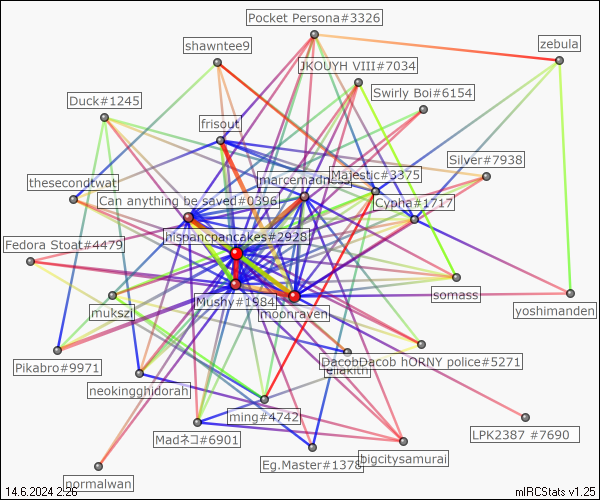 Pocket Persona#3326
zebula
shawntee9
JKOUYH VIII#7034
Swirly Boi#6154
Duck#1245
frisout
Silver#7938
Majestic#3375
marcemadness
thesecondtwat
Can anything be saved#0396
Cypha#1717
hispancpancakes#2928
Fedora Stoat#4479
somass
Mushy#1984
yoshimanden
mukszi
moonraven
Pikabro#9971
DacobDacob hORNY police#5271
neokingghidorah
ming#4742
LPK2387 #7690
Madネコ#6901
Eg.Master#1378
bigcitysamurai
normalwan
14.6.2024 2:26
mIRCStats v1.25